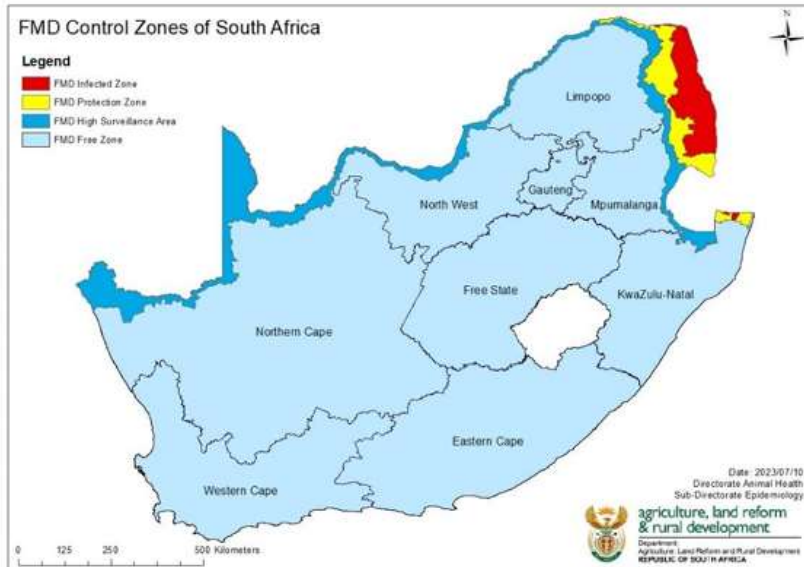 FMD Control Zones of South Africa
N
Legend
FMD Infected Zone
FMD Protection Zone
FMD High Surveillance Area
FMD Free Zone
Limpopo
Gauteng
Mpumalanga
North West
Free State
KwaZulu-Natal
Northern Cape
Eastern Cape
Western Cape
Date: 2023/07/10
Directorate Animal Health
Sub-Directorate Epidemiology
agriculture, land reform
& rural development
Department:
Agriculture, Land Reform and Rural Development
REPUBLIC OF SOUTH AFRICA
0 125 250 500 Kilometers